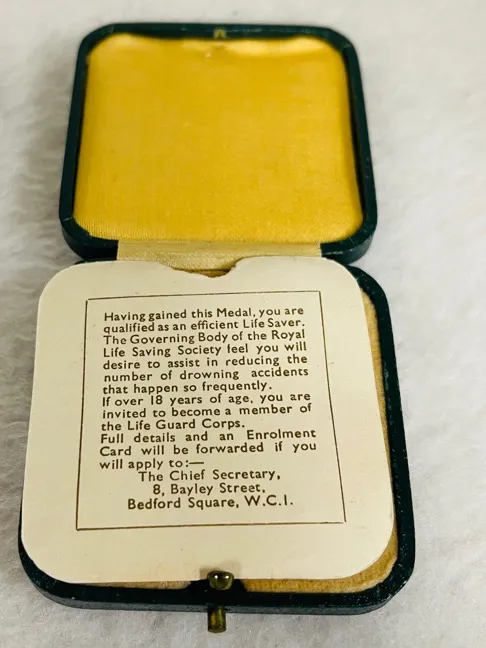 Having gained this Medal, you are
qualified as an efficient Life Saver.
The Governing Body of the Royal
Life Saving Society feel you will
desire to assist in reducing the
number of drowning accidents
that happen so frequently.
If over 18 years of age, you are
invited to become a member of
the Life Guard Corps.
Full details and an Enrolment
Card will be forwarded if you
will apply to:—
The Chief Secretary,
8, Bayley Street,
Bedford Square, W.C.I.